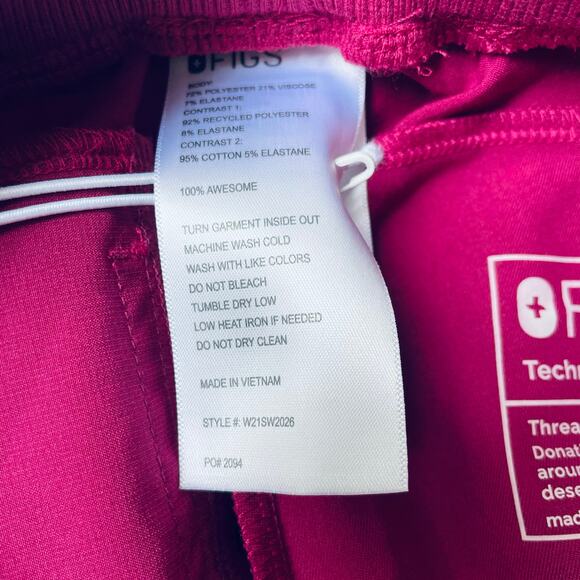 FIGS
BODY
72% POLYESTER 21% VISCOSE
7% ELASTANE
CONTRAST 1;
92% RECYCLED POLYESTER
8% ELASTANE
CONTRAST 2:
95% COTTON 5% ELASTANE
100% AWESOME
TURN GARMENT INSIDE OUT
MACHINE WASH COLD
WASH WITH LIKE COLORS
DO NOT BLEACH
TUMBLE DRY LOW
LOW HEAT IRON IF NEEDED
DO NOT DRY CLEAN
MADE IN VIETNAM
STYLE #: W21SW2026
PO# 2094
F
Techn
Threa
Donat
arou
dese
mad